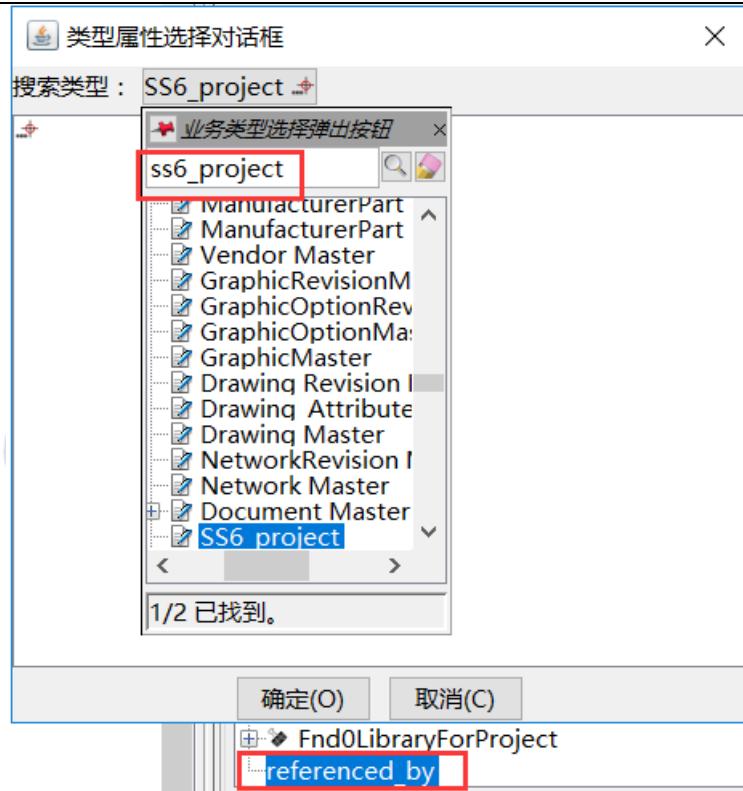 类型属性选择对话框
搜索类型： SS6_project
业务类型选择弹出按钮
ss6_project
ManufacturerPart
ManufacturerPart
Vendor Master
GraphicRevisionM
GraphicOptionRev
GraphicOptionMa
GraphicMaster
Drawing Revision
Drawing Attribute
Drawing Master
NetworkRevision
Network Master
Document Master
SS6_project
1/2 已找到。
确定(O) 取消(C)
Fnd0LibraryForProject
referenced_by